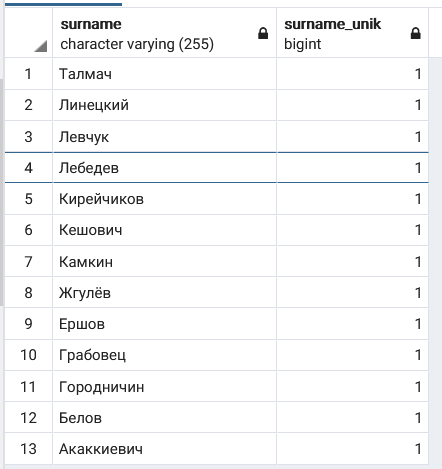 surname surname_unik
character varying (255) bigint
1 Талмач 1
2 Линецкий 1
3 Левчук 1
4 Лебедев 1
5 Кирейчиков 1
6 Кешович 1
7 Камкин 1
8 Жгулёв 1
9 Ершов 1
10 Грабовец 1
11 Городничин 1
12 Белов 1
13 Акаккиевич 1